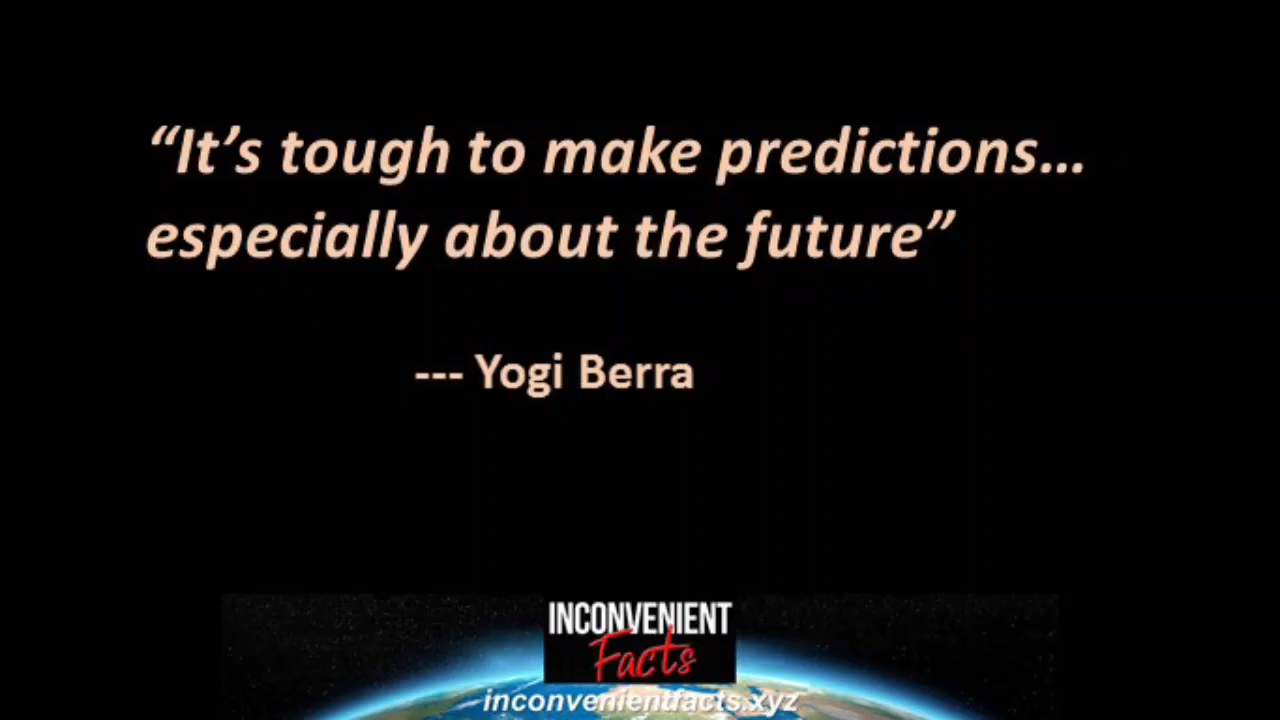 “It’s tough to make predictions...
especially about the future”
--- Yogi Berra
INCONVENIENT
Facts
inconvenientfacts.xyz